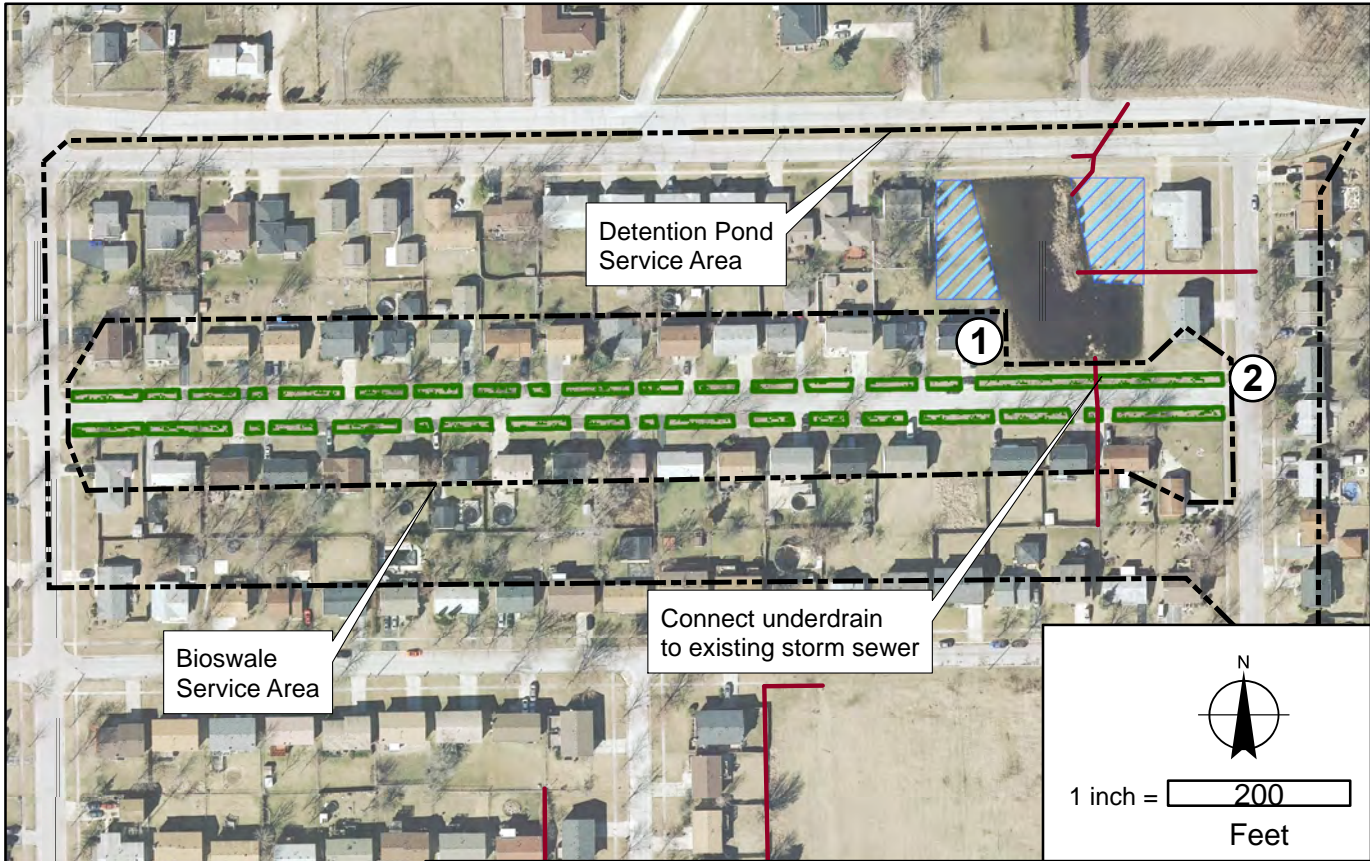 Detention Pond
Service Area
1
2
Connect underdrain
to existing storm sewer
Bioswale
Service Area
N
1 inch = 200
Feet